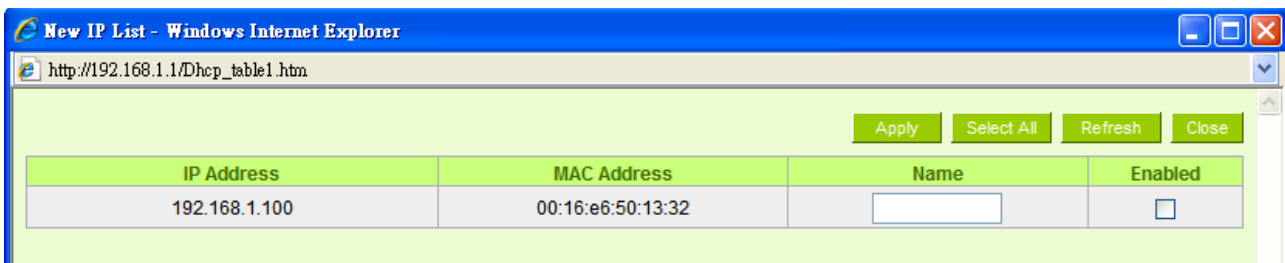 New IP List - Windows Internet Explorer
http://192.168.1.1/Dhcp_table1.htm
Apply Select All Refresh Close
IP Address MAC Address Name Enabled
192.168.1.100 00:16:e6:50:13:32